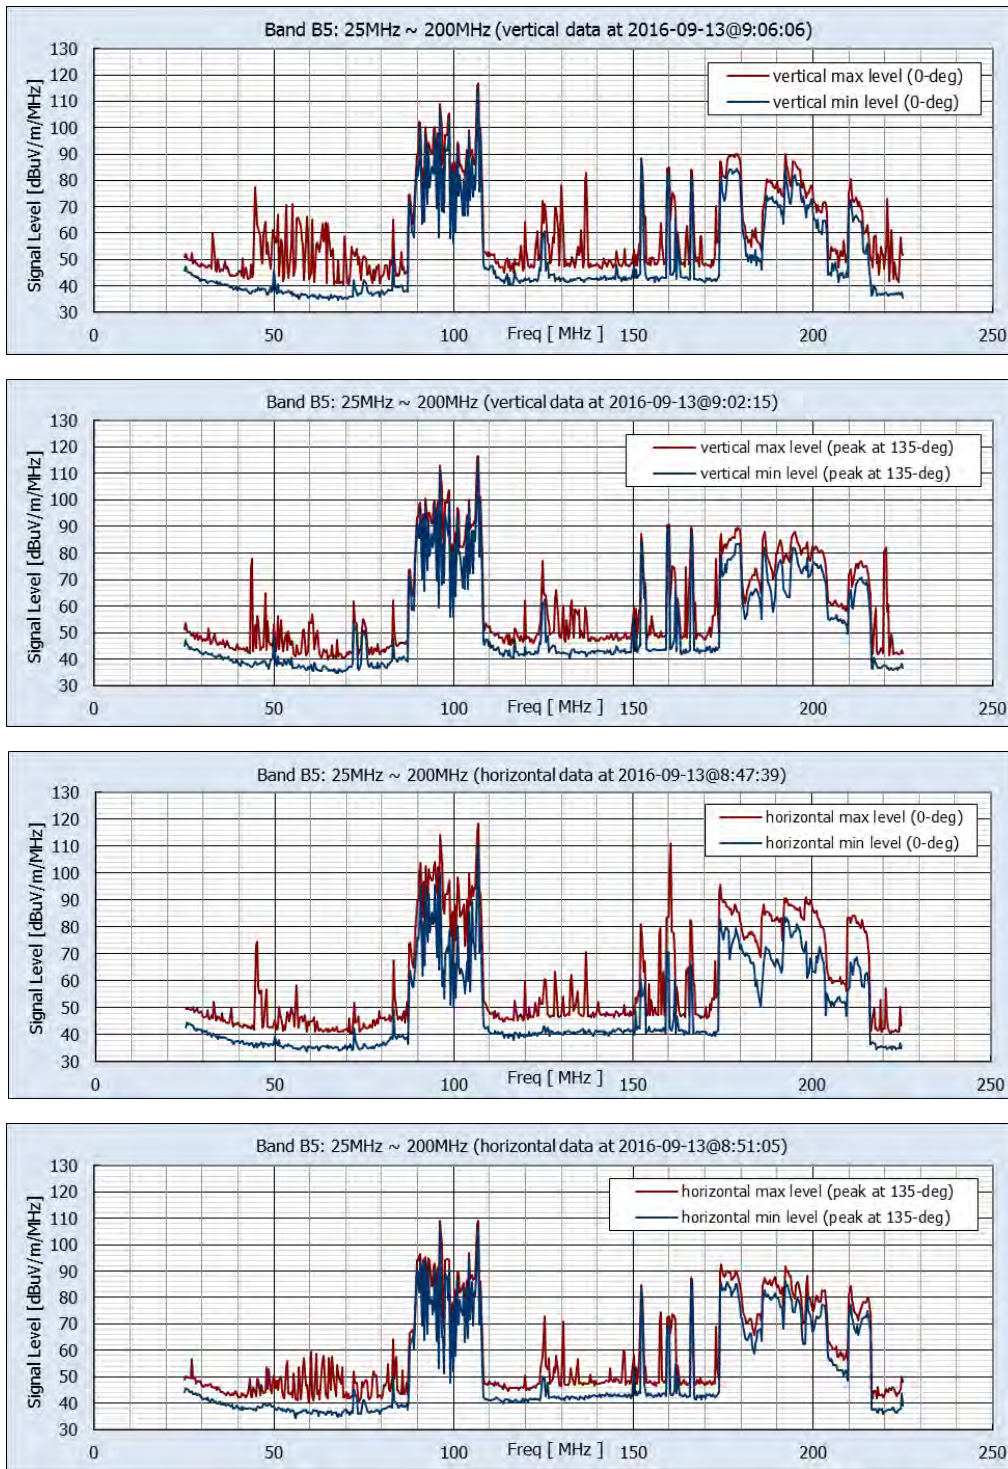 Band B5: 25MHz ~ 200MHz (vertical data at 2016-09-13@9:06:06)
Signal Level [dBuV/m/MHz]
130
120
110
100
90
80
70
60
50
40
30
vertical max level (0-deg)
vertical min level (0-deg)
0 50 100 Freq [ MHz ] 150 200 250
Band B5: 25MHz ~ 200MHz (vertical data at 2016-09-13@9:02:15)
Signal Level [dBuV/m/MHz]
130
120
110
100
90
80
70
60
50
40
30
vertical max level (peak at 135-deg)
vertical min level (peak at 135-deg)
0 50 100 Freq [ MHz ] 150 200 250
Band B5: 25MHz ~ 200MHz (horizontal data at 2016-09-13@8:47:39)
Signal Level [dBuV/m/MHz]
130
120
110
100
90
80
70
60
50
40
30
horizontal max level (0-deg)
horizontal min level (0-deg)
0 50 100 Freq [ MHz ] 150 200 250
Band B5: 25MHz ~ 200MHz (horizontal data at 2016-09-13@8:51:05)
Signal Level [dBuV/m/MHz]
130
120
110
100
90
80
70
60
50
40
30
horizontal max level (peak at 135-deg)
horizontal min level (peak at 135-deg)
0 50 100 Freq [ MHz ] 150 200 250